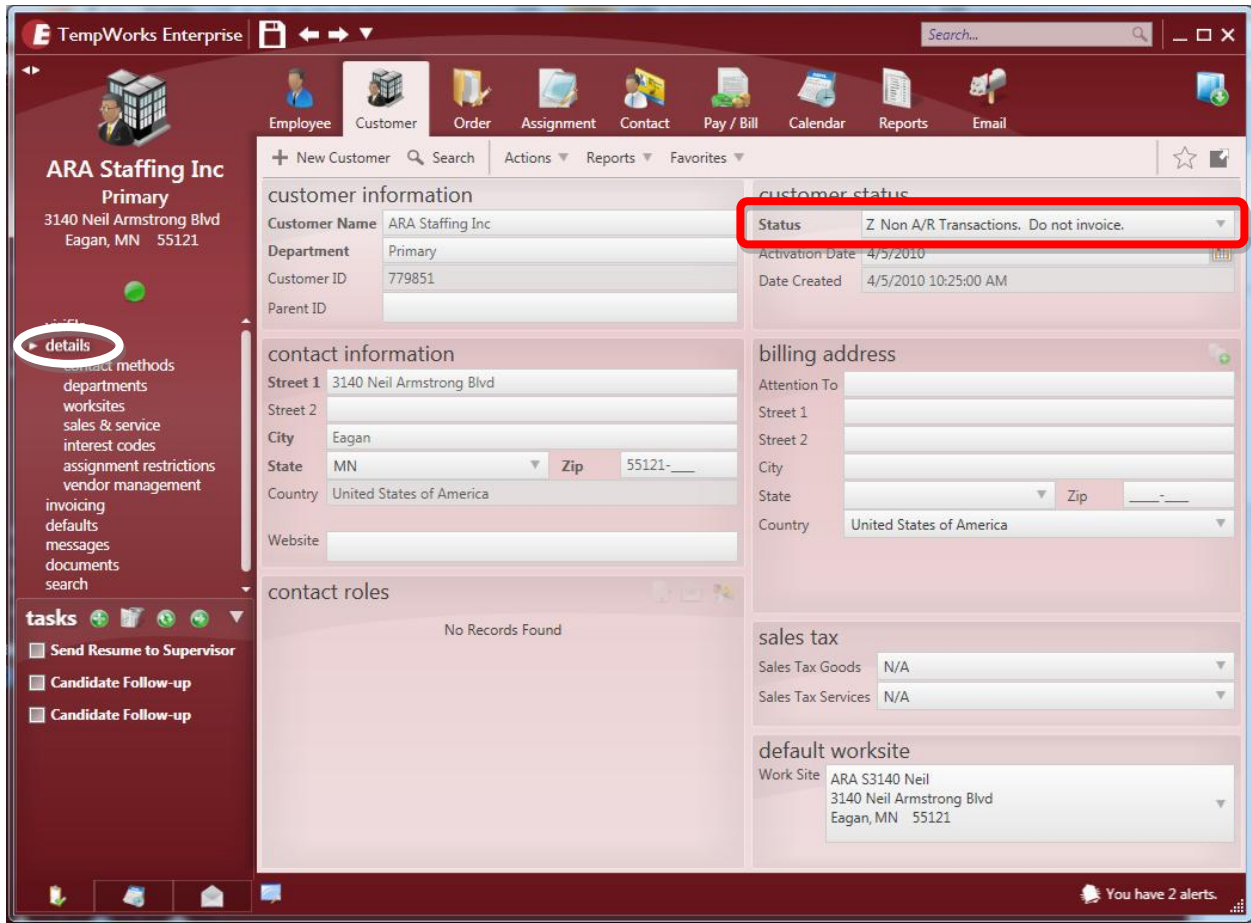 TempWorks Enterprise
Search...
ARA Staffing Inc
Primary
3140 Neil Armstrong Blvd
Eagan, MN 55121
details
contact methods
departments
worksites
sales & service
interest codes
assignment restrictions
vendor management
invoicing
defaults
messages
documents
search
tasks
Send Resume to Supervisor
Candidate Follow-up
Candidate Follow-up
Employee Customer Order Assignment Contact Pay / Bill Calendar Reports Email
New Customer Search Actions Reports Favorites
customer information
Customer Name ARA Staffing Inc
Department Primary
Customer ID 779851
Parent ID
contact information
Street 1 3140 Neil Armstrong Blvd
Street 2
City Eagan
State MN Zip 55121-___
Country United States of America
Website
contact roles
No Records Found
customer status
Status Z Non A/R Transactions. Do not invoice.
Activation Date 4/5/2010
Date Created 4/5/2010 10:25:00 AM
billing address
Attention To
Street 1
Street 2
City
State Zip _____-____
Country United States of America
sales tax
Sales Tax Goods N/A
Sales Tax Services N/A
default worksite
Work Site ARA S3140 Neil
3140 Neil Armstrong Blvd
Eagan, MN 55121
You have 2 alerts.